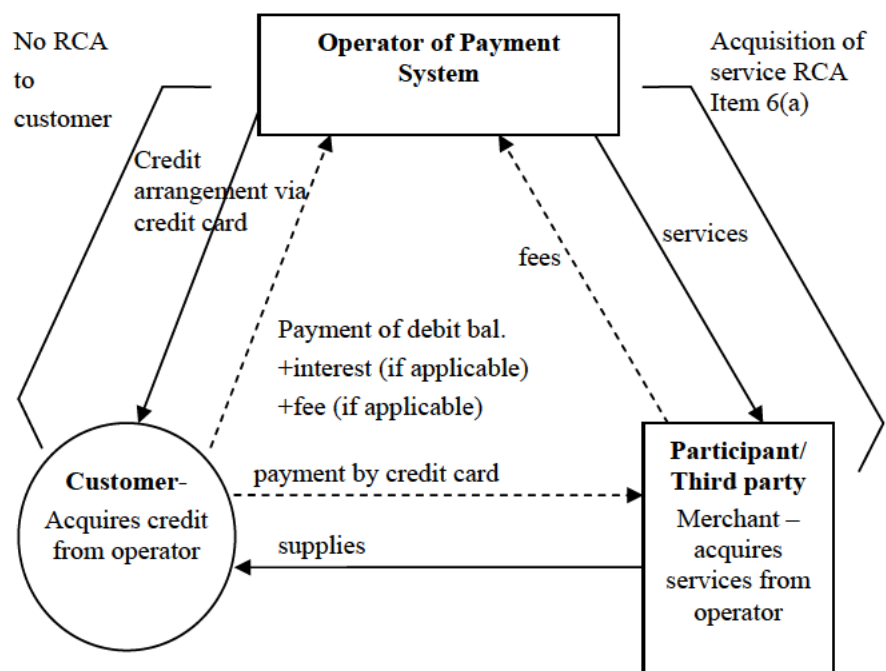 No RCA
to
customer
Operator of Payment
System
Acquisition of
service RCA
Item 6(a)
Credit
arrangement via
credit card
fees
services
Payment of debit bal.
+interest (if applicable)
+fee (if applicable)
Customer-
Acquires credit
from operator
payment by credit card
supplies
Participant/
Third party
Merchant –
acquires
services from
operator